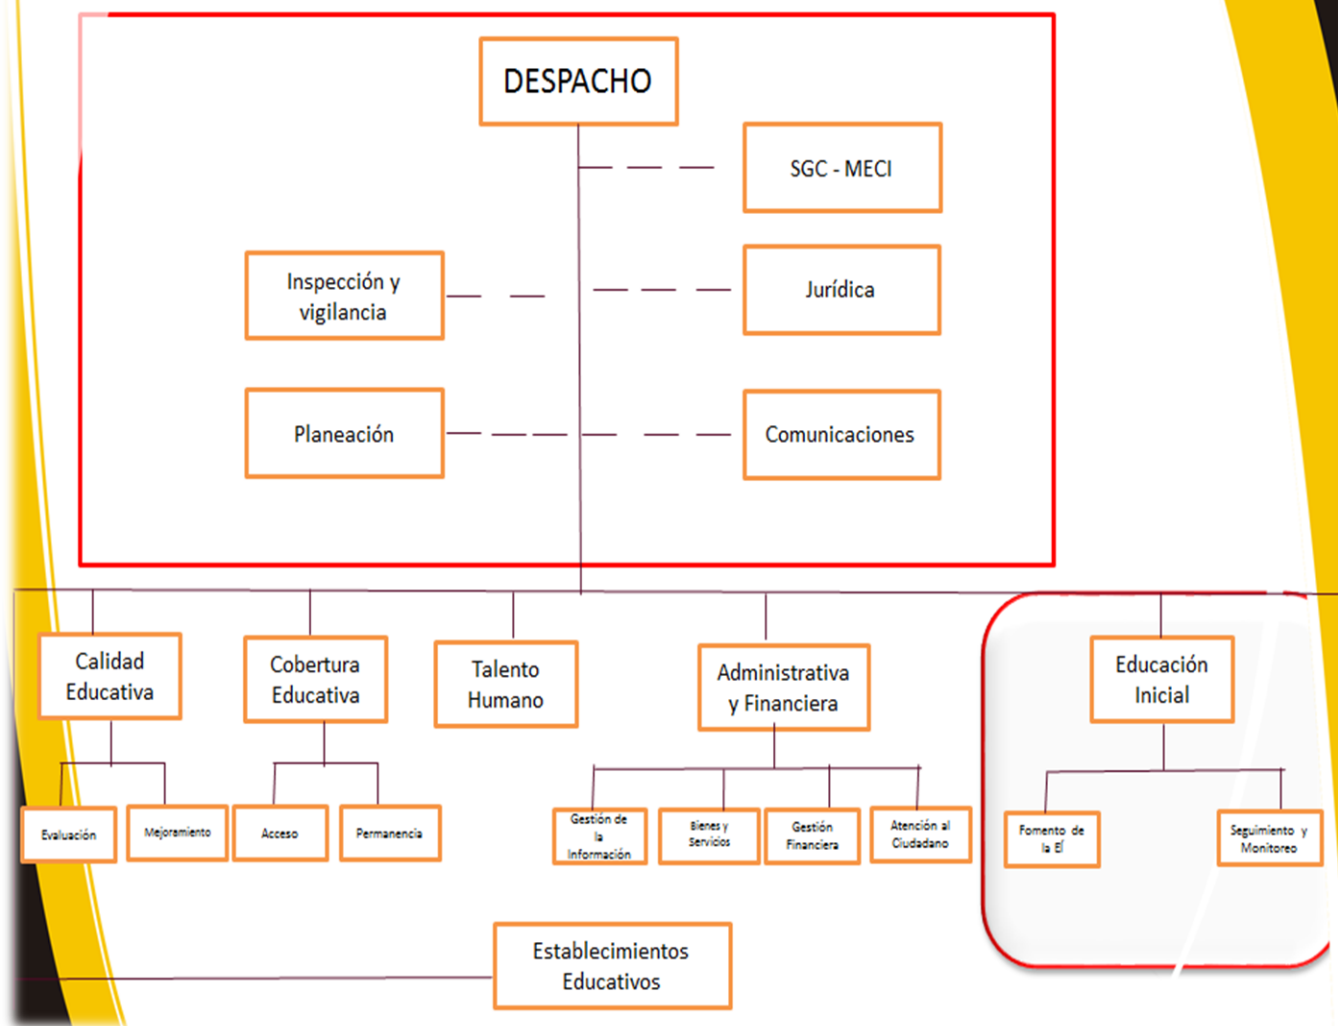 DESPACHO
SGC - MECI
Inspección y
vigilancia
Jurídica
Planeación
Comunicaciones
Calidad
Educativa
Cobertura
Educativa
Talento
Humano
Administrativa
y Financiera
Educación
Inicial
Evaluación
Mejoramiento
Acceso
Permanencia
Gestión de
la
Información
Bienes y
Servicios
Gestión
Financiera
Atención al
Ciudadano
Fomento de
la EÍ
Seguimiento y
Monitoreo
Establecimientos
Educativos